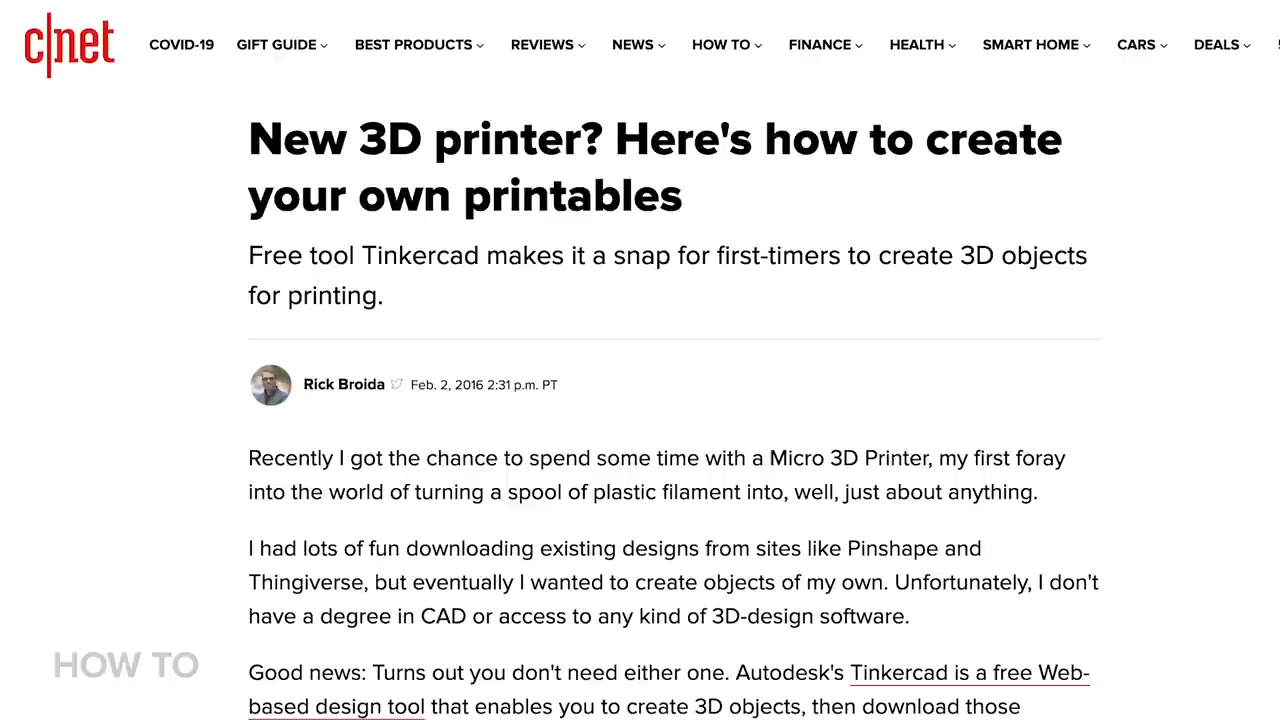 c|net
COVID-19 GIFT GUIDE BEST PRODUCTS REVIEWS NEWS HOW TO FINANCE HEALTH SMART HOME CARS DEALS
New 3D printer? Here's how to create
your own printables
Free tool Tinkercad makes it a snap for first-timers to create 3D objects
for printing.
Rick Broida Feb. 2, 2016 2:31 p.m. PT
Recently I got the chance to spend some time with a Micro 3D Printer, my first foray
into the world of turning a spool of plastic filament into, well, just about anything.
I had lots of fun downloading existing designs from sites like Pinshape and
Thingiverse, but eventually I wanted to create objects of my own. Unfortunately, I don't
have a degree in CAD or access to any kind of 3D-design software.
HOW TO
Good news: Turns out you don't need either one. Autodesk's Tinkercad is a free Web-
based design tool that enables you to create 3D objects, then download those